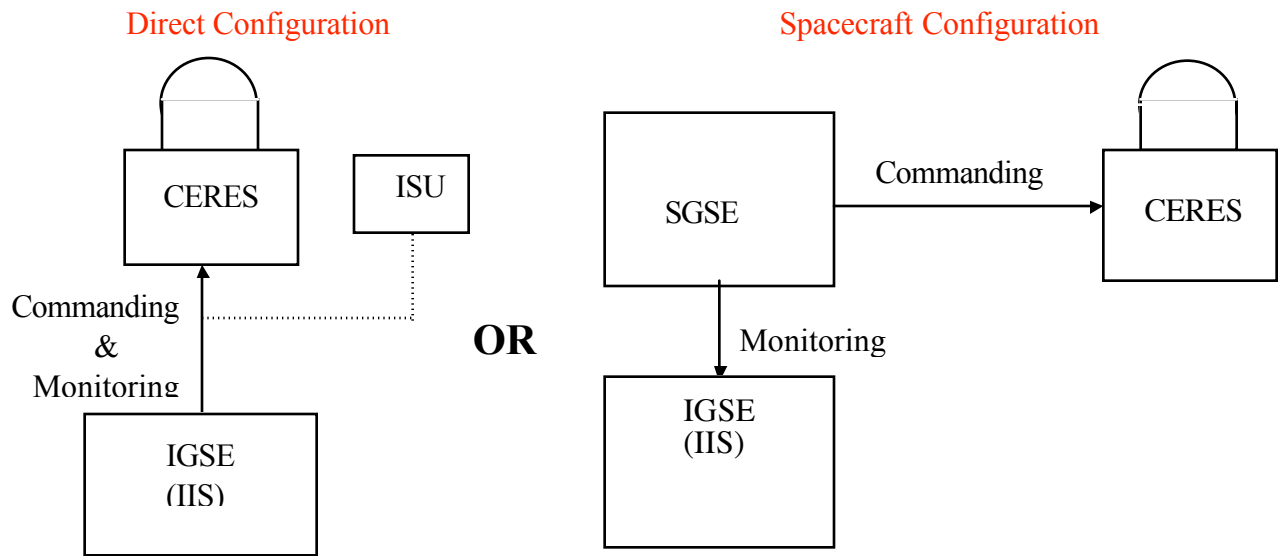 Direct Configuration
CERES
ISU
Commanding
&
Monitoring
IGSE
(IIS)
OR
Spacecraft Configuration
SGSE
Commanding
CERES
Monitoring
IGSE
(IIS)